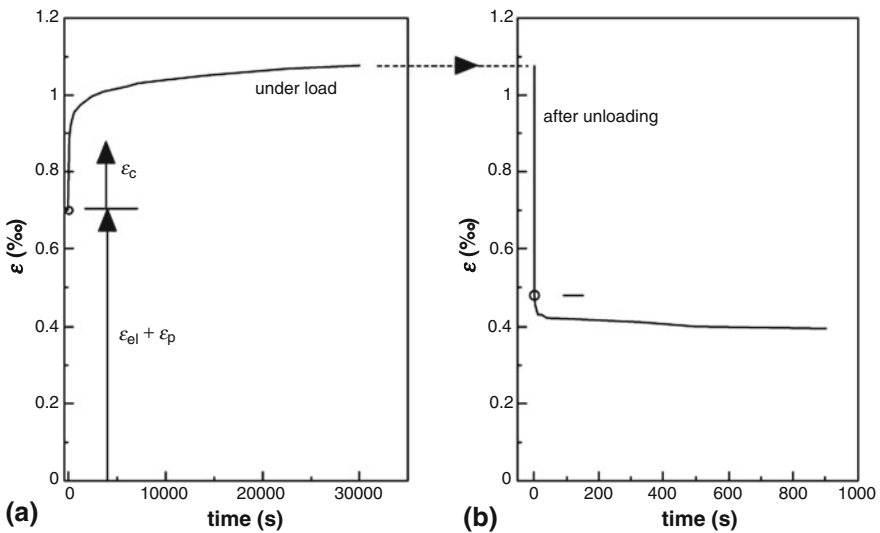 1.2
1
0.8
0.6
0.4
0.2
0
ε (‰)
under load
εc
εel + εp
0 10000 20000 30000
time (s)
(a)
1.2
1
0.8
0.6
0.4
0.2
0
ε (‰)
after unloading
0 200 400 600 800 1000
time (s)
(b)